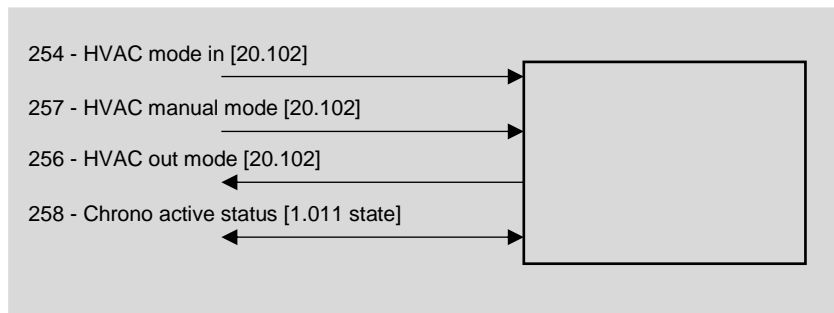 254 - HVAC mode in [20.102]
257 - HVAC manual mode [20.102]
256 - HVAC out mode [20.102]
258 - Chrono active status [1.011 state]